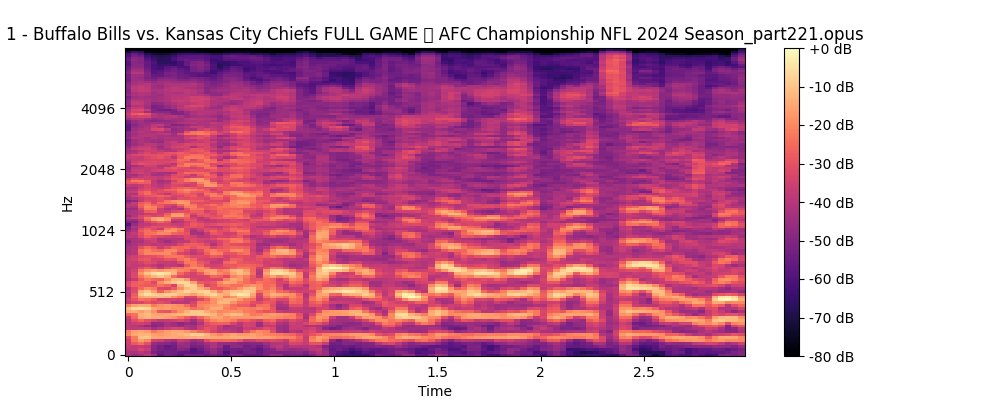 1 - Buffalo Bills vs. Kansas City Chiefs FULL GAME ▯ AFC Championship NFL 2024 Season_part221.opus
+0 dB
4096
-10 dB
-20 dB
2048
-30 dB
Hz
1024
-40 dB
-50 dB
512
-60 dB
-70 dB
0
-80 dB
0 0.5 1 1.5 2 2.5
Time